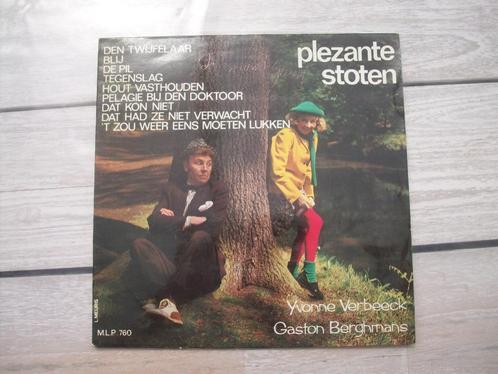 DEN TWIJFELAAR
BLIJ
DE PIL
TEGENSLAG
HOUT VASTHOUDEN
PELAGIE BIJ DEN DOKTOOR
DAT KON NIET
DAT HAD ZE NIET VERWACHT
'T ZOU WEER EENS MOETEN LUKKEN
plezante
stoten
Yvonne Verbeeck
Gaston Berghmans
L. MEURIS
M.L.P. 760